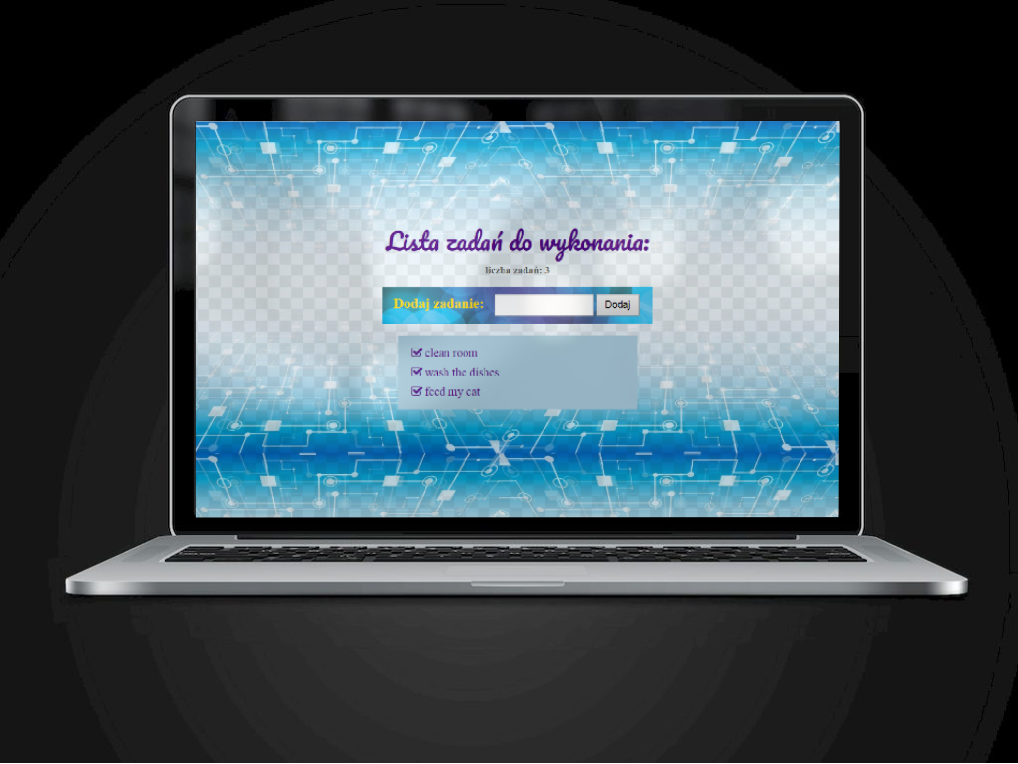 Lista zadań do wykonania:
liczba zadań: 3
Dodaj zadanie: Dodaj
clean room
wash the dishes
feed my cat